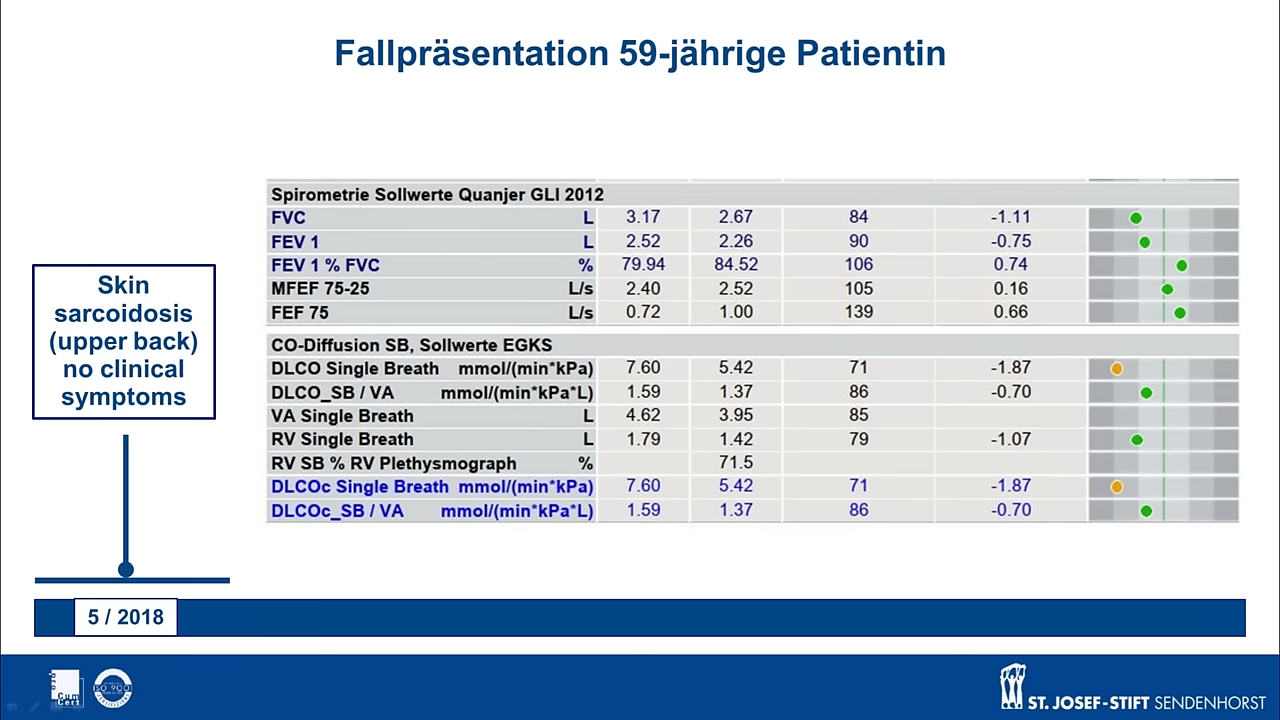 Fallpräsentation 59-jährige Patientin
Spirometrie Sollwerte Quanjer GLI 2012
FVC L 3.17 2.67 84 -1.11
FEV 1 L 2.52 2.26 90 -0.75
FEV 1 % FVC % 79.94 84.52 106 0.74
MFEF 75-25 L/s 2.40 2.52 105 0.16
FEF 75 L/s 0.72 1.00 139 0.66
CO-Diffusion SB, Sollwerte EGKS
DLCO Single Breath mmol/(min*kPa) 7.60 5.42 71 -1.87
DLCO_SB / VA mmol/(min*kPa*L) 1.59 1.37 86 -0.70
VA Single Breath L 4.62 3.95 85
RV Single Breath L 1.79 1.42 79 -1.07
RV SB % RV Plethysmograph % 71.5
DLCOc Single Breath mmol/(min*kPa) 7.60 5.42 71 -1.87
DLCOc_SB / VA mmol/(min*kPa*L) 1.59 1.37 86 -0.70
Skin
sarcoidosis
(upper back)
no clinical
symptoms
5 / 2018
Cum
Cert
ISO 900
ST. JOSEF-STIFT SENDENHORST